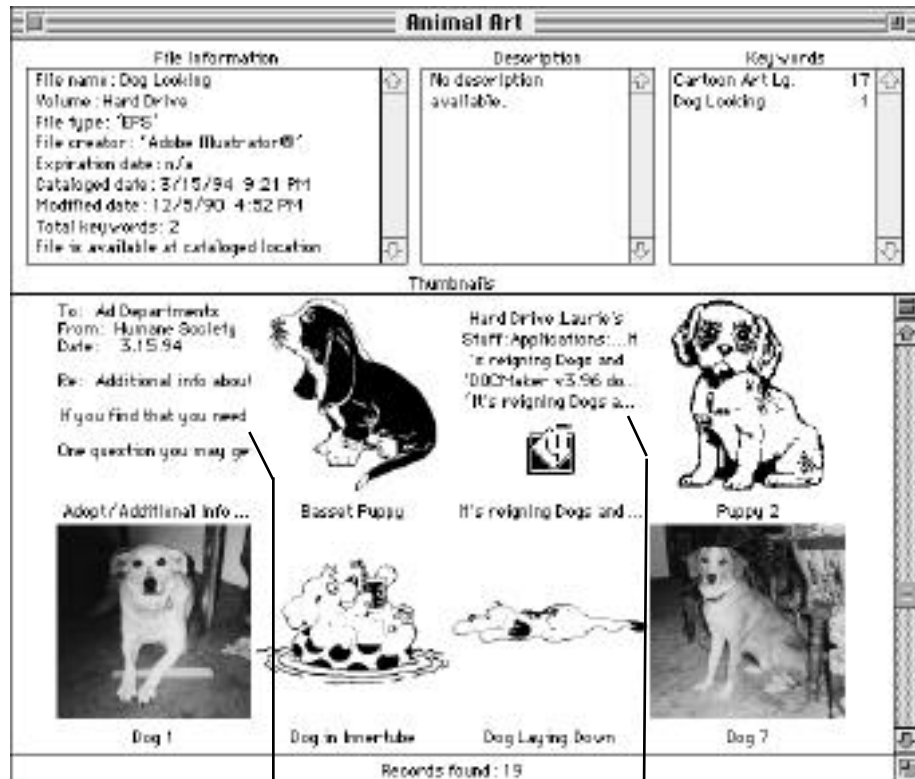 Animal Art
File Information
File name: Dog Looking
Volume: Hard Drive
File type: 'EPS'
File creator: "Adobe Illustrator®"
Expiration date: n/a
Cataloged date: 3/15/94 9:21 PM
Modified date: 12/5/90 4:52 PM
Total keywords: 2
File is available at cataloged location
Description
No description
available.
Keywords
Cartoon Art Lg. 17
Dog Looking 1
Thumbnails
To: Ad Departments
From: Humane Society
Date: 3.15.94
Re: Additional info about
If you find that you need
One question you may ge
Adopt/Additional Info ...
Basset Puppy
Hard Drive:Laurie's
Stuff:Applications:...It
's reigning Dogs and
'DOCMaker v3.96 do...
"It's reigning Dogs a...
It's reigning Dogs and ...
Puppy 2
Dog 1
Dog in Innertube
Dog Laying Down
Dog 7
Records found: 19